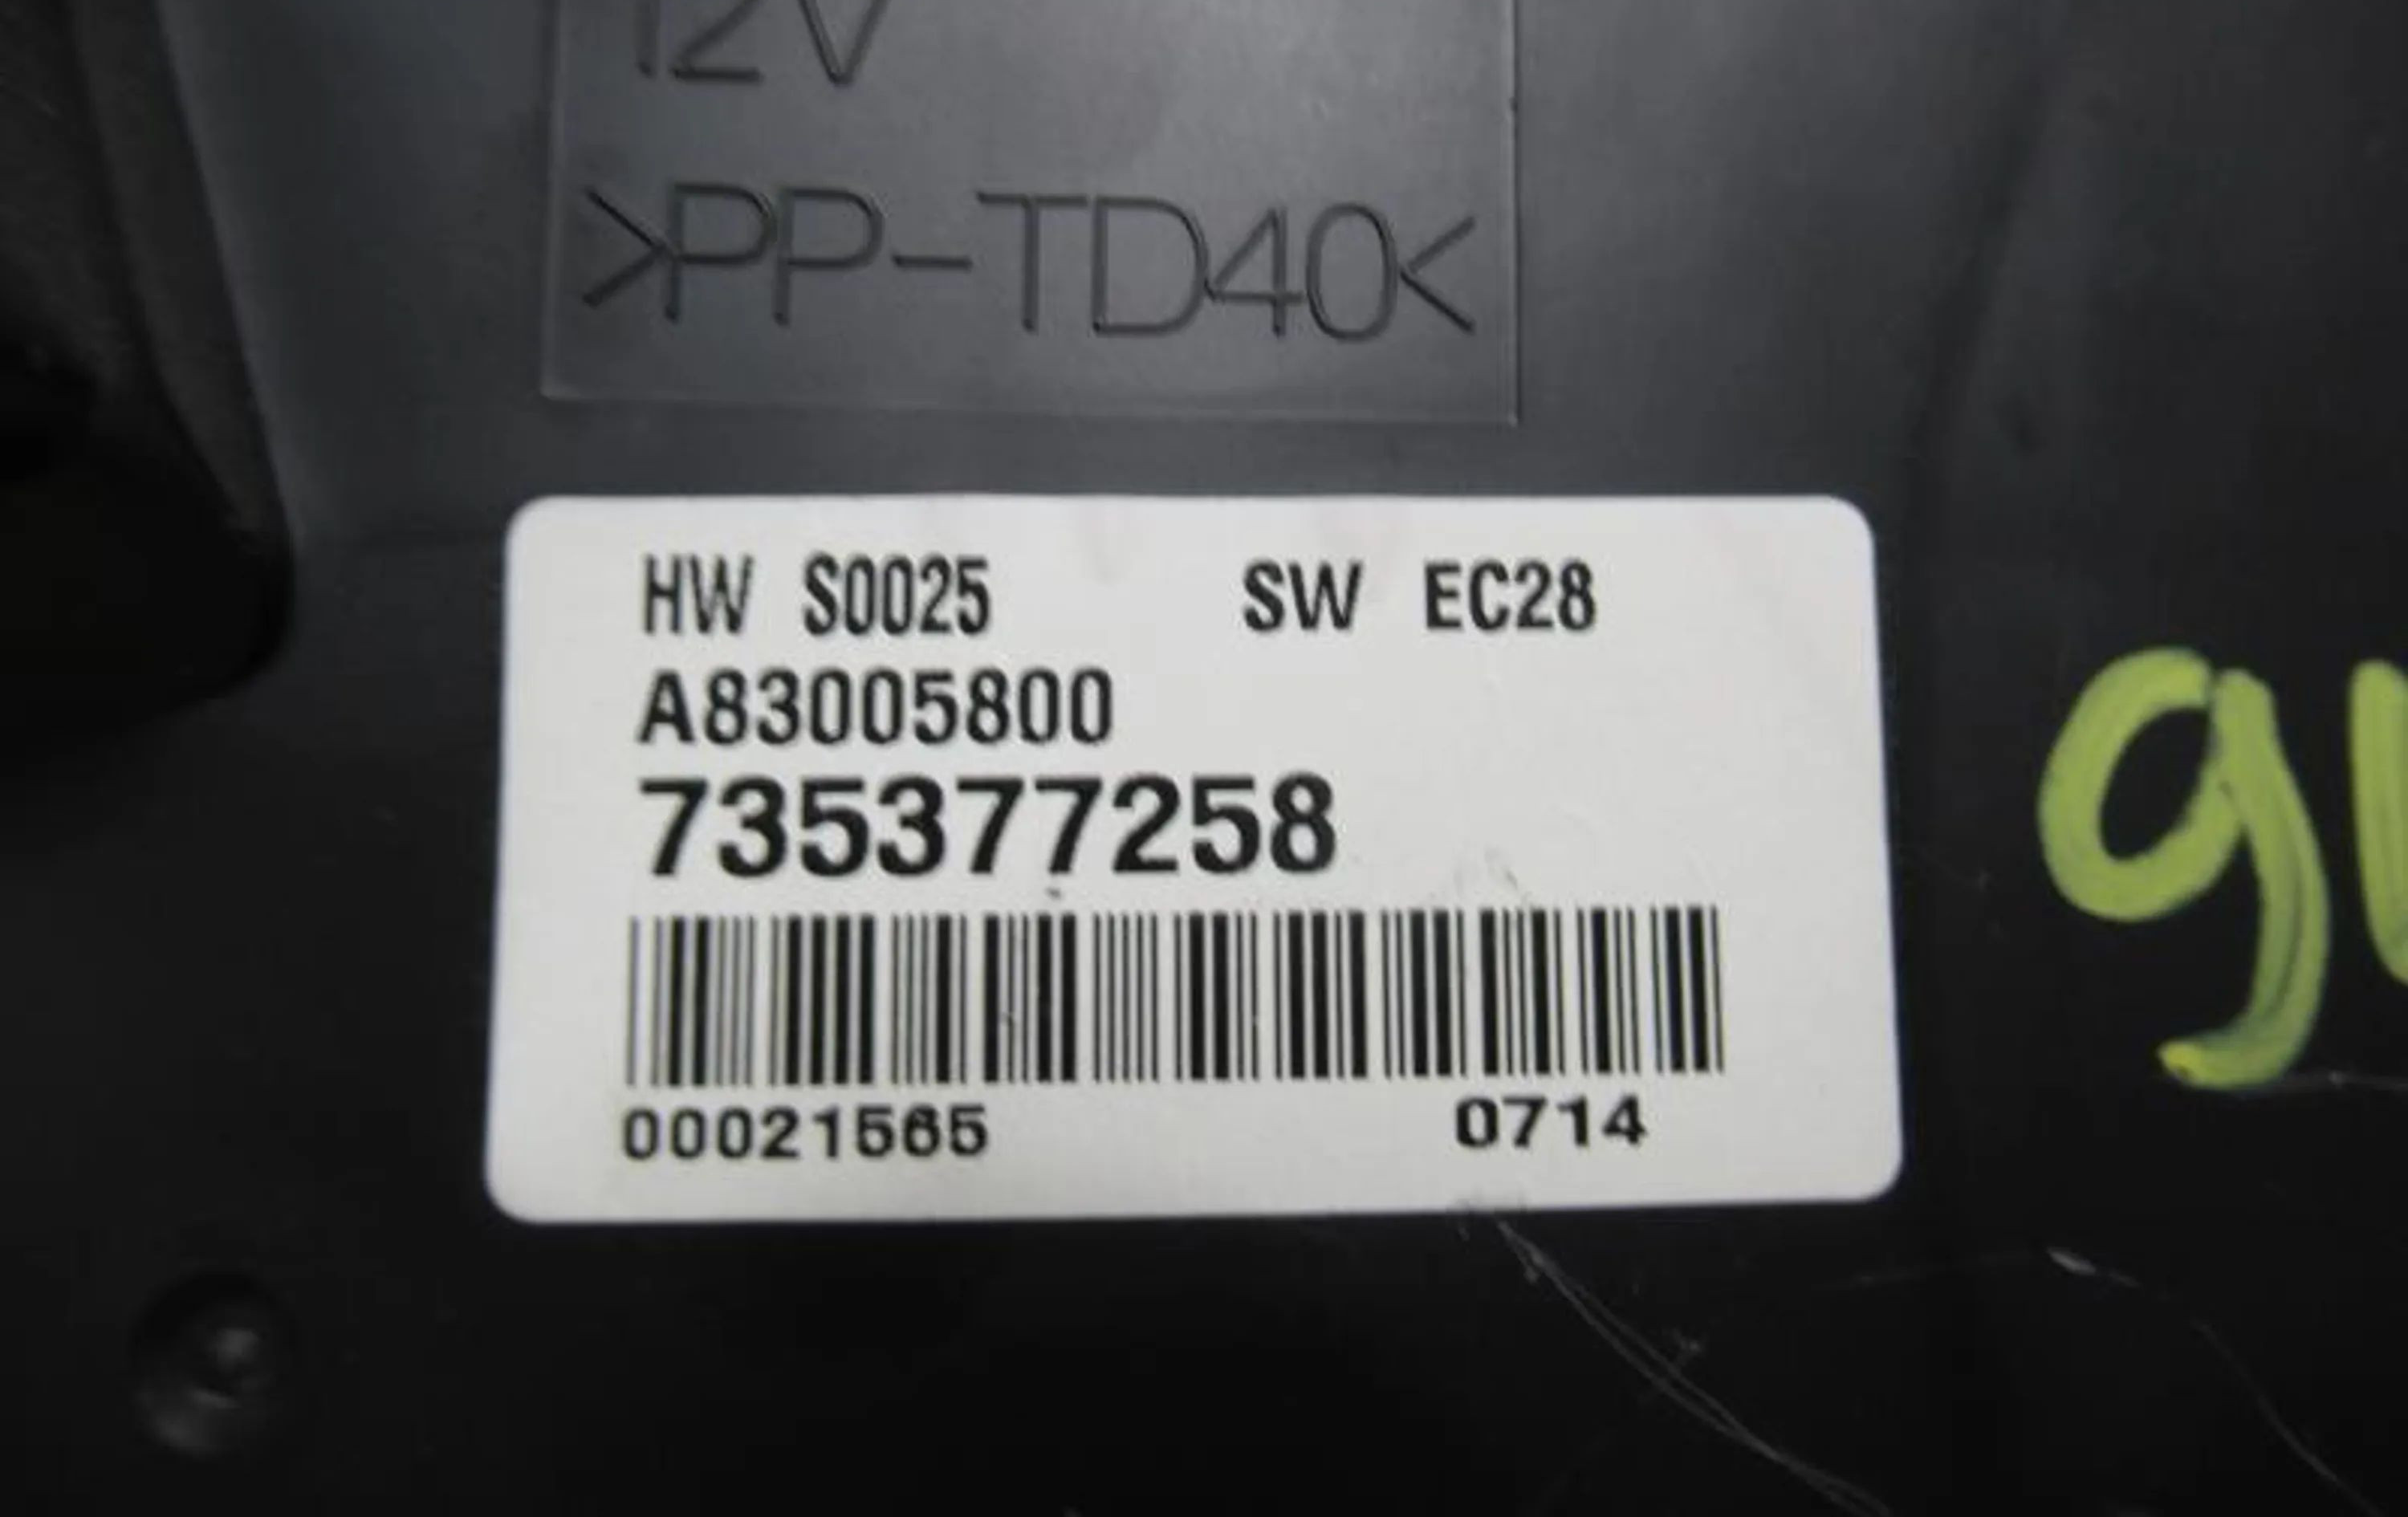 12V
>PP-TD40<
HW S0025 SW EC28
A83005800
735377258
00021565 0714